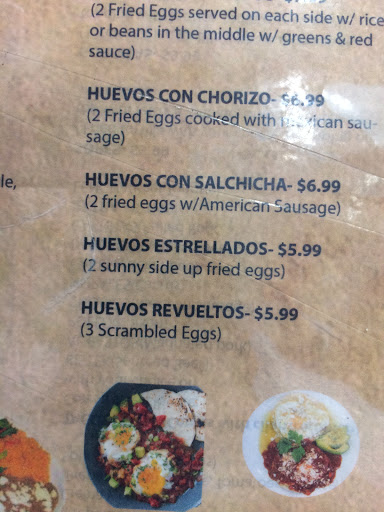 (2 Fried Eggs served on each side w/ rice
or beans in the middle w/ greens & red
sauce)
HUEVOS CON CHORIZO- $6.99
(2 Fried Eggs cooked with Mexican sau-
sage)
le,
HUEVOS CON SALCHICHA- $6.99
(2 fried eggs w/American Sausage)
HUEVOS ESTRELLADOS- $5.99
(2 sunny side up fried eggs)
HUEVOS REVUELTOS- $5.99
(3 Scrambled Eggs)